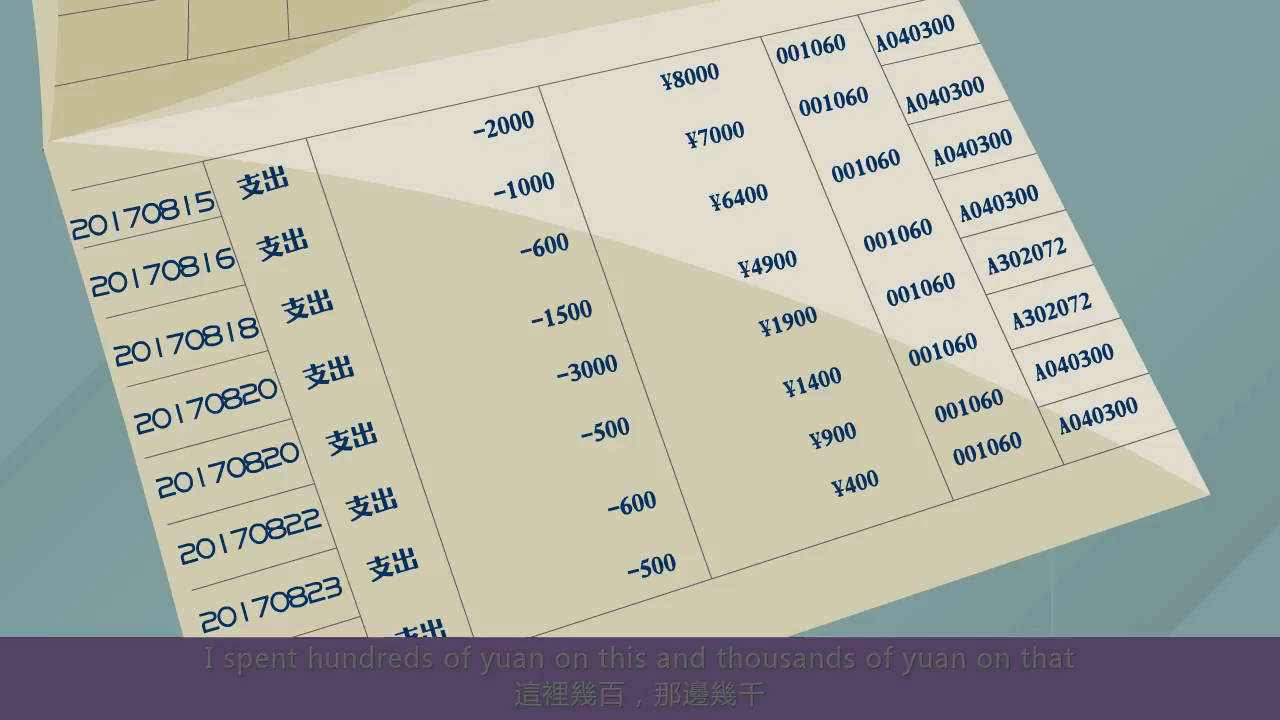 20170815 支出 -2000 ¥8000 001060 A040300
20170816 支出 -1000 ¥7000 001060 A040300
20170818 支出 -600 ¥6400 001060 A040300
20170820 支出 -1500 ¥4900 001060 A040300
20170820 支出 -3000 ¥1900 001060 A302072
20170822 支出 -500 ¥1400 001060 A302072
20170823 支出 -600 ¥900 001060 A040300
支出 -500 ¥400 001060 A040300
I spent hundreds of yuan on this and thousands of yuan on that
這裡幾百，那邊幾千